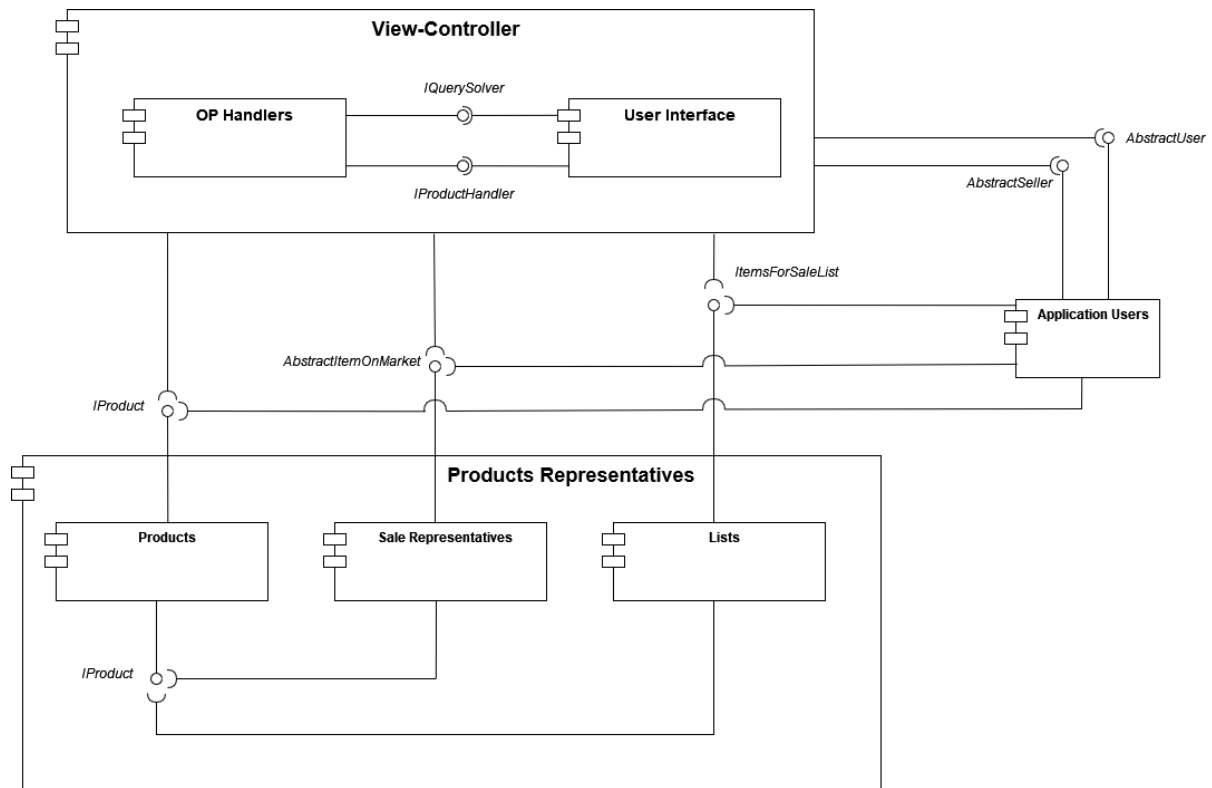 View-Controller
IQuerySolver
OP Handlers
User Interface
IProductHandler
AbstractUser
AbstractSeller
ItemsForSaleList
Application Users
AbstractItemOnMarket
IProduct
Products Representatives
Products
Sale Representatives
Lists
IProduct